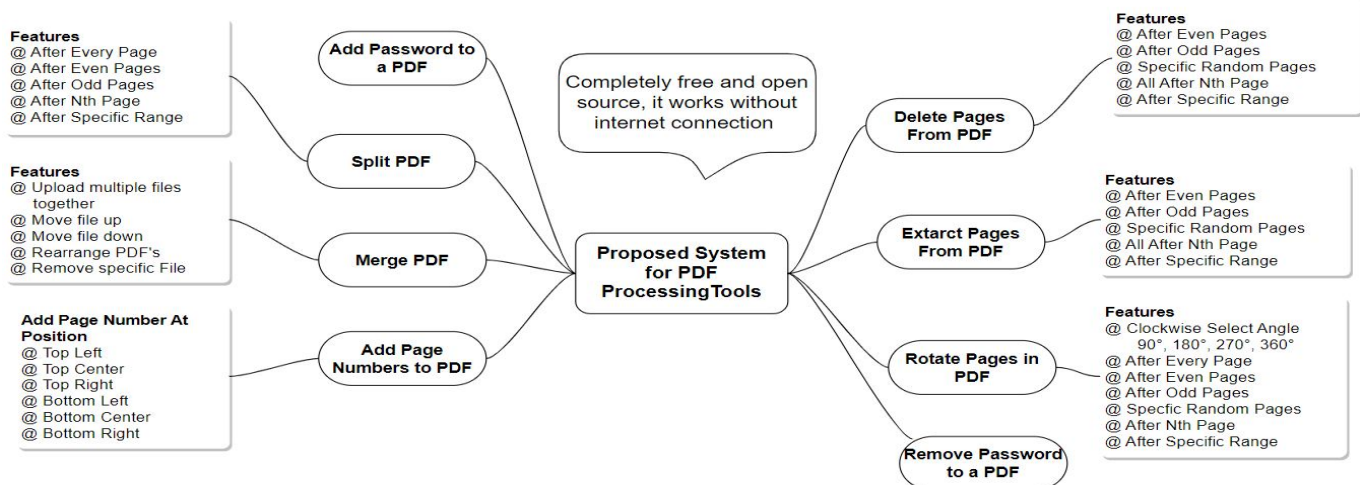 Features
@ After Every Page
@ After Even Pages
@ After Odd Pages
@ After Nth Page
@ After Specific Range
Features
@ Upload multiple files
together
@ Move file up
@ Move file down
@ Rearrange PDF's
@ Remove specific File
Add Page Number At
Position
@ Top Left
@ Top Center
@ Top Right
@ Bottom Left
@ Bottom Center
@ Bottom Right
Add Password to
a PDF
Split PDF
Merge PDF
Add Page
Numbers to PDF
Completely free and open
source, it works without
internet connection
Proposed System
for PDF
ProcessingTools
Delete Pages
From PDF
Extarct Pages
From PDF
Rotate Pages in
PDF
Remove Password
to a PDF
Features
@ After Even Pages
@ After Odd Pages
@ Specific Random Pages
@ All After Nth Page
@ After Specific Range
Features
@ After Even Pages
@ After Odd Pages
@ Specific Random Pages
@ All After Nth Page
@ After Specific Range
Features
@ Clockwise Select Angle
90°, 180°, 270°, 360°
@ After Every Page
@ After Even Pages
@ After Odd Pages
@ Specfic Random Pages
@ After Nth Page
@ After Specific Range